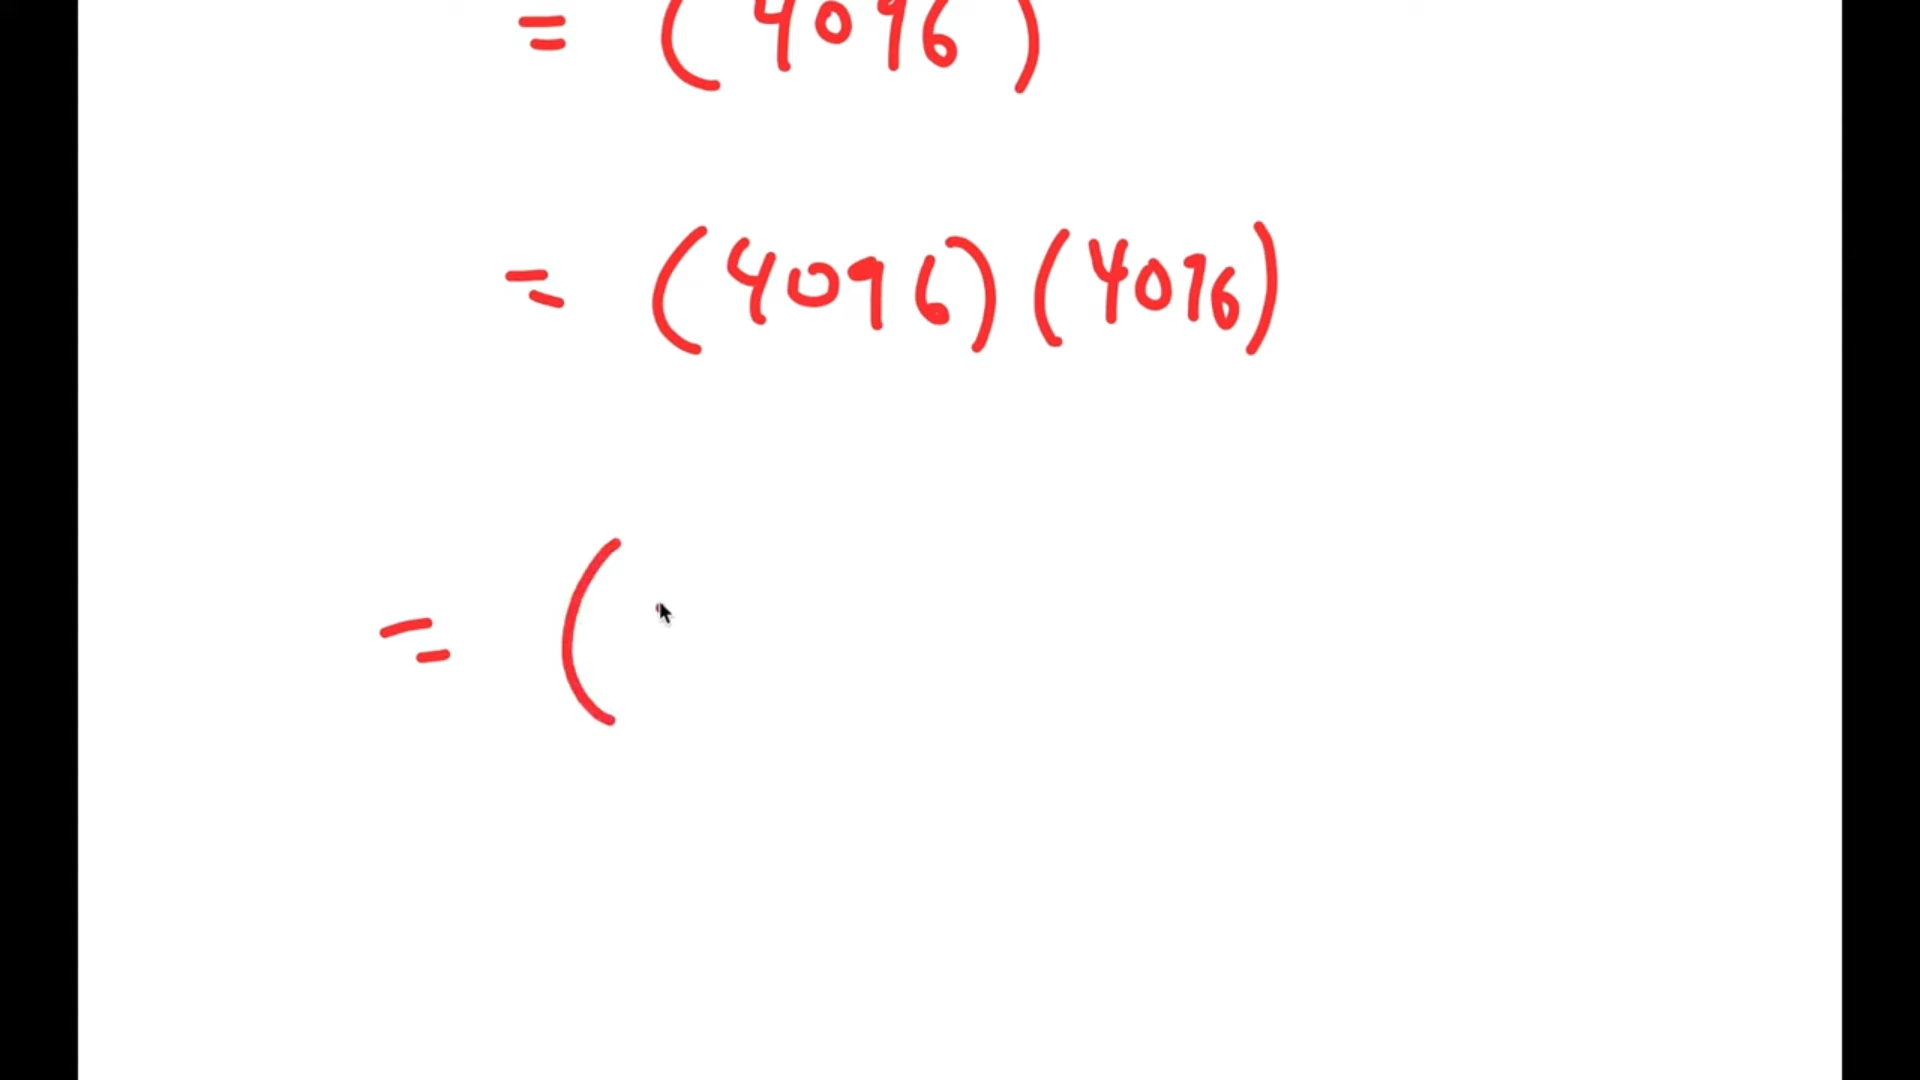 = (4096)
= (4096)(4096)
= (